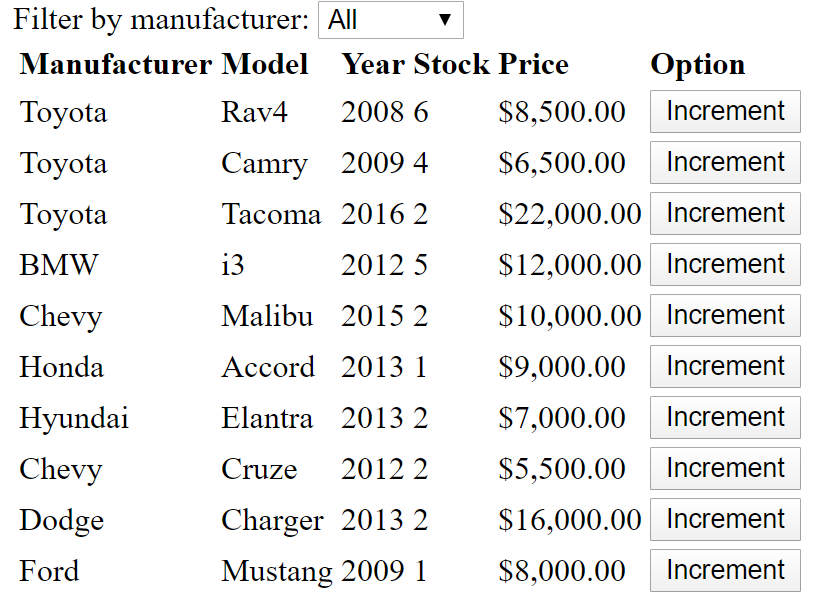 Filter by manufacturer: All ▼
Manufacturer Model Year Stock Price Option
Toyota Rav4 2008 6 $8,500.00 Increment
Toyota Camry 2009 4 $6,500.00 Increment
Toyota Tacoma 2016 2 $22,000.00 Increment
BMW i3 2012 5 $12,000.00 Increment
Chevy Malibu 2015 2 $10,000.00 Increment
Honda Accord 2013 1 $9,000.00 Increment
Hyundai Elantra 2013 2 $7,000.00 Increment
Chevy Cruze 2012 2 $5,500.00 Increment
Dodge Charger 2013 2 $16,000.00 Increment
Ford Mustang 2009 1 $8,000.00 Increment